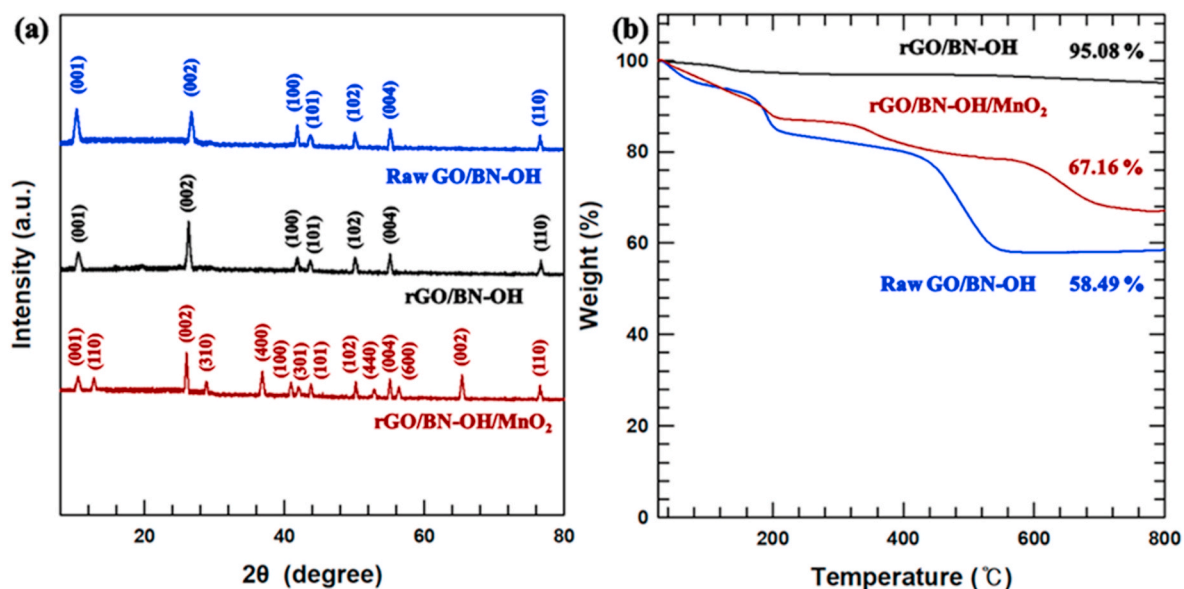 (a)
Intensity (a.u.)
(001)
(002)
(100)
(101)
(102)
(004)
(110)
Raw GO/BN-OH
(001)
(002)
(100)
(101)
(102)
(004)
(110)
rGO/BN-OH
(001)
(110)
(002)
(310)
(400)
(100)
(301)
(101)
(102)
(440)
(004)
(600)
(002)
(110)
rGO/BN-OH/MnO₂
20 40 60 80
2θ (degree)
(b)
Weight (%)
100
80
60
40
20
0
rGO/BN-OH 95.08 %
rGO/BN-OH/MnO₂
67.16 %
Raw GO/BN-OH 58.49 %
200 400 600 800
Temperature (℃)